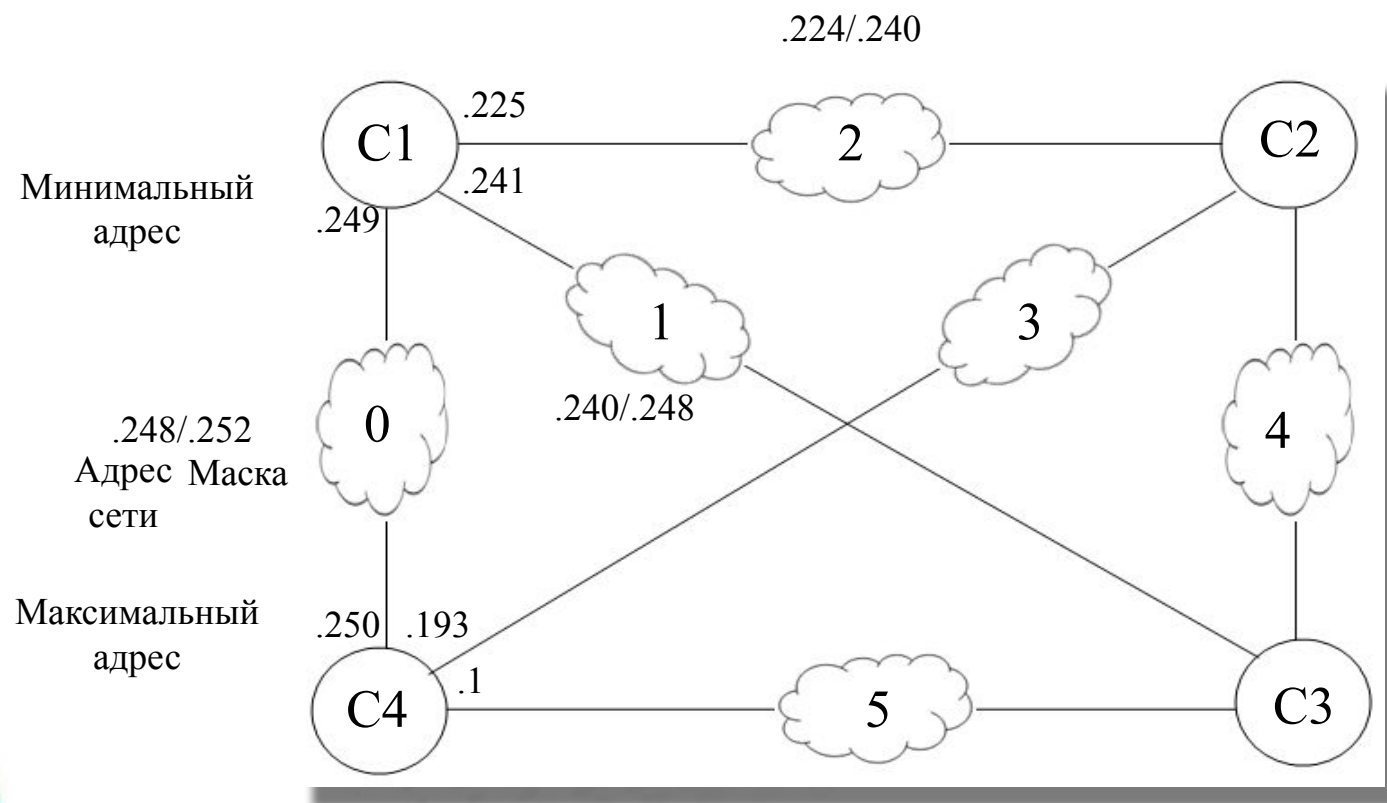 .224/.240
.225
C1
2
C2
.241
Минимальный
адрес
.249
1
3
.240/.248
0
4
.248/.252
Адрес Маска
сети
Максимальный
адрес
.250
.193
.1
C4
5
C3